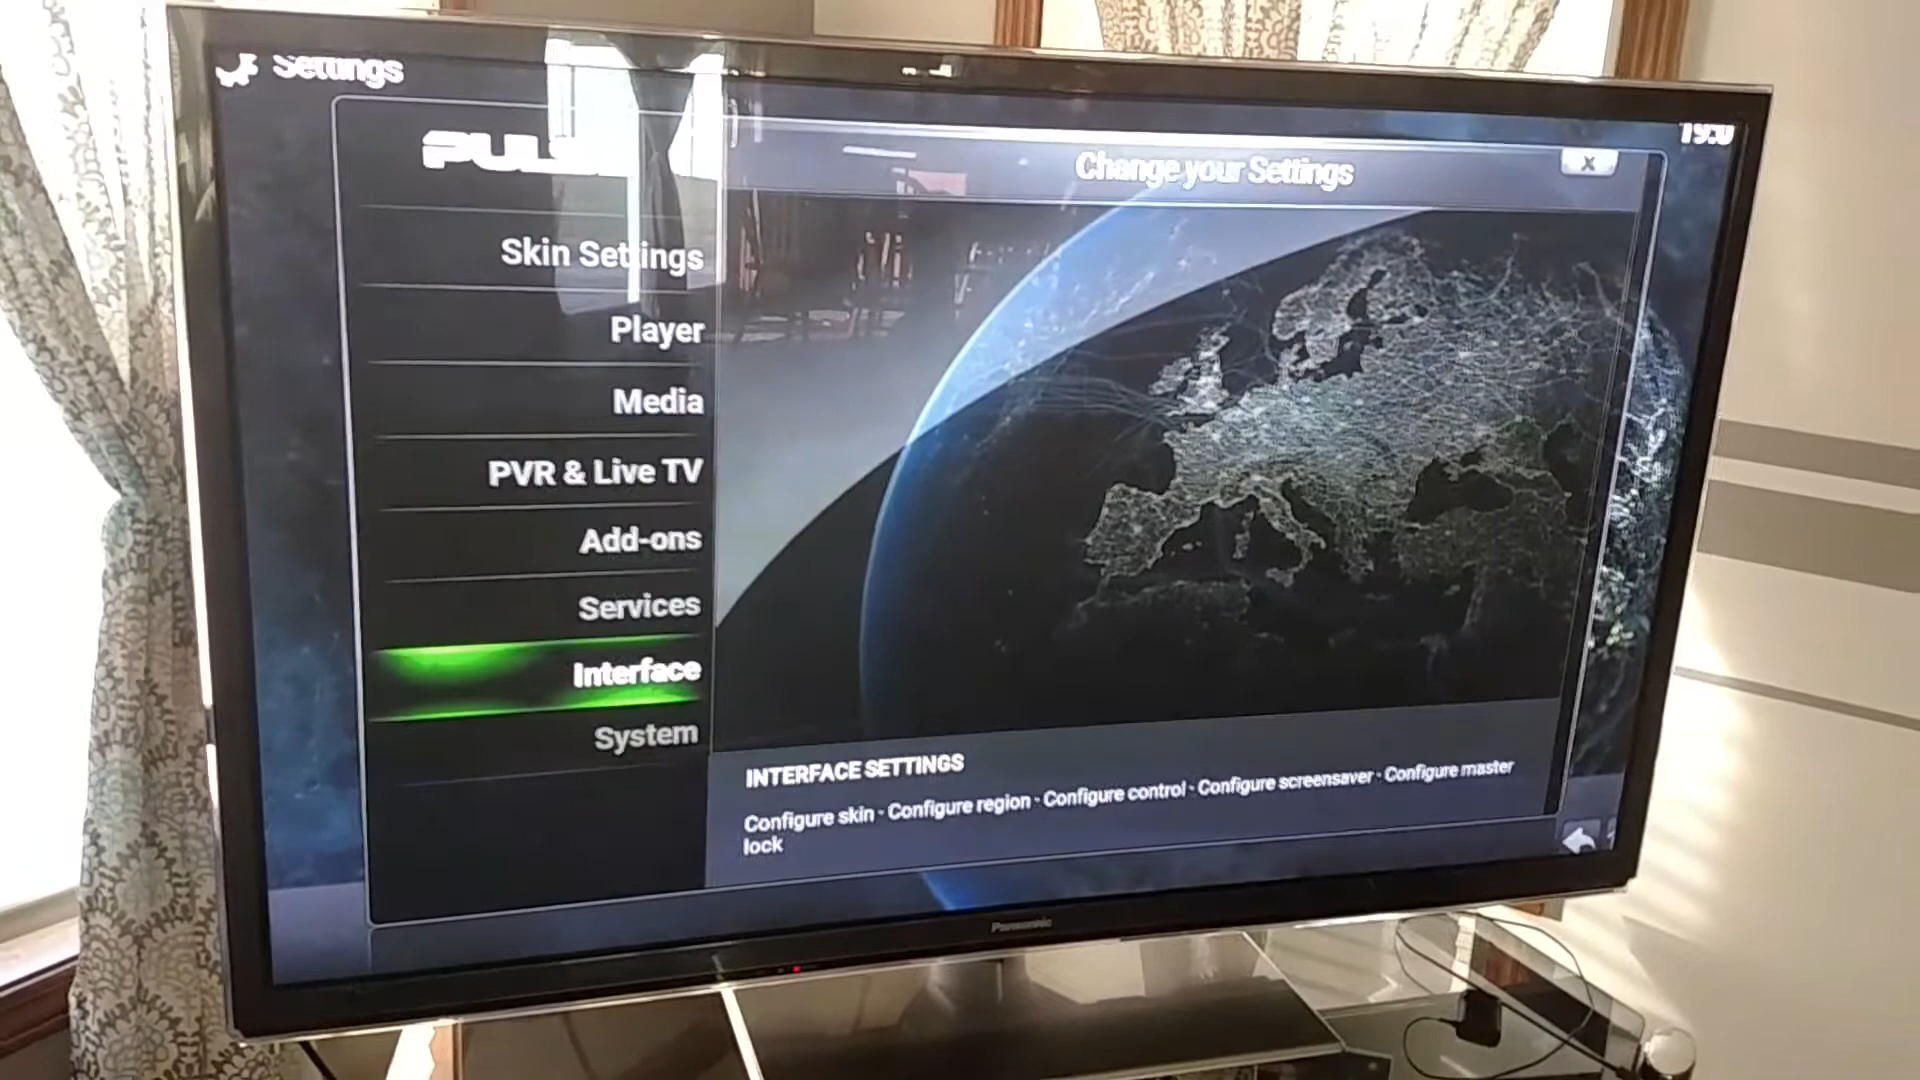 Settings
Change your Settings
X
Skin Settings
Player
Media
PVR & Live TV
Add-ons
Services
Interface
System
INTERFACE SETTINGS
Configure skin - Configure region - Configure control - Configure screensaver - Configure master
lock
Panasonic